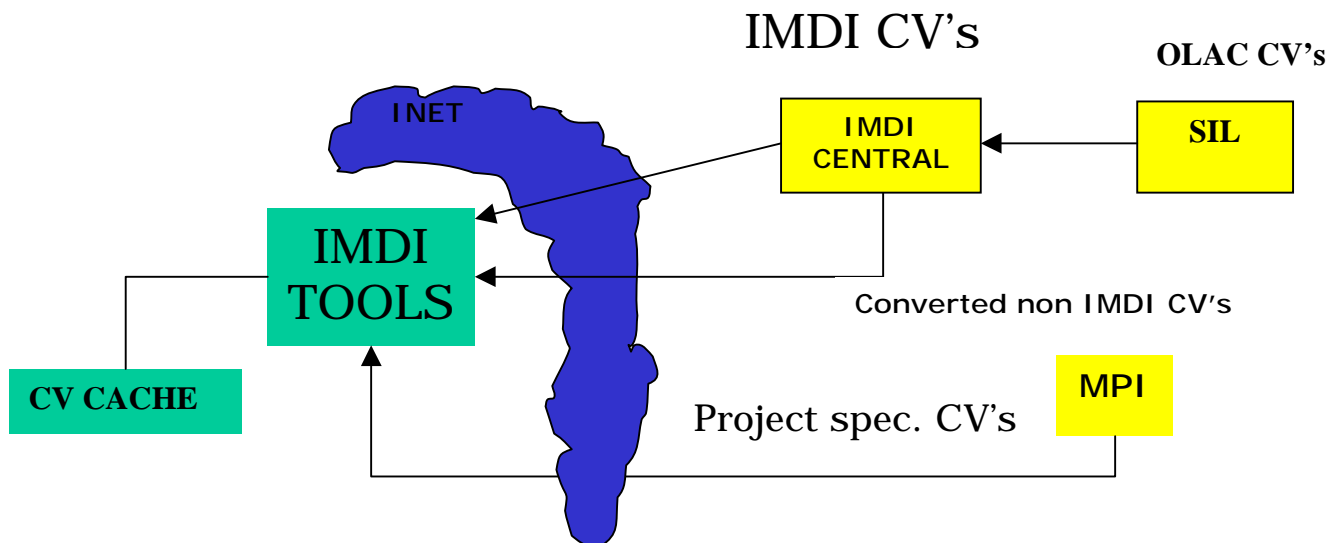 IMDI CV's
OLAC CV's
INET
IMDI
CENTRAL
SIL
IMDI
TOOLS
Converted non IMDI CV's
CV CACHE
MPI
Project spec. CV's